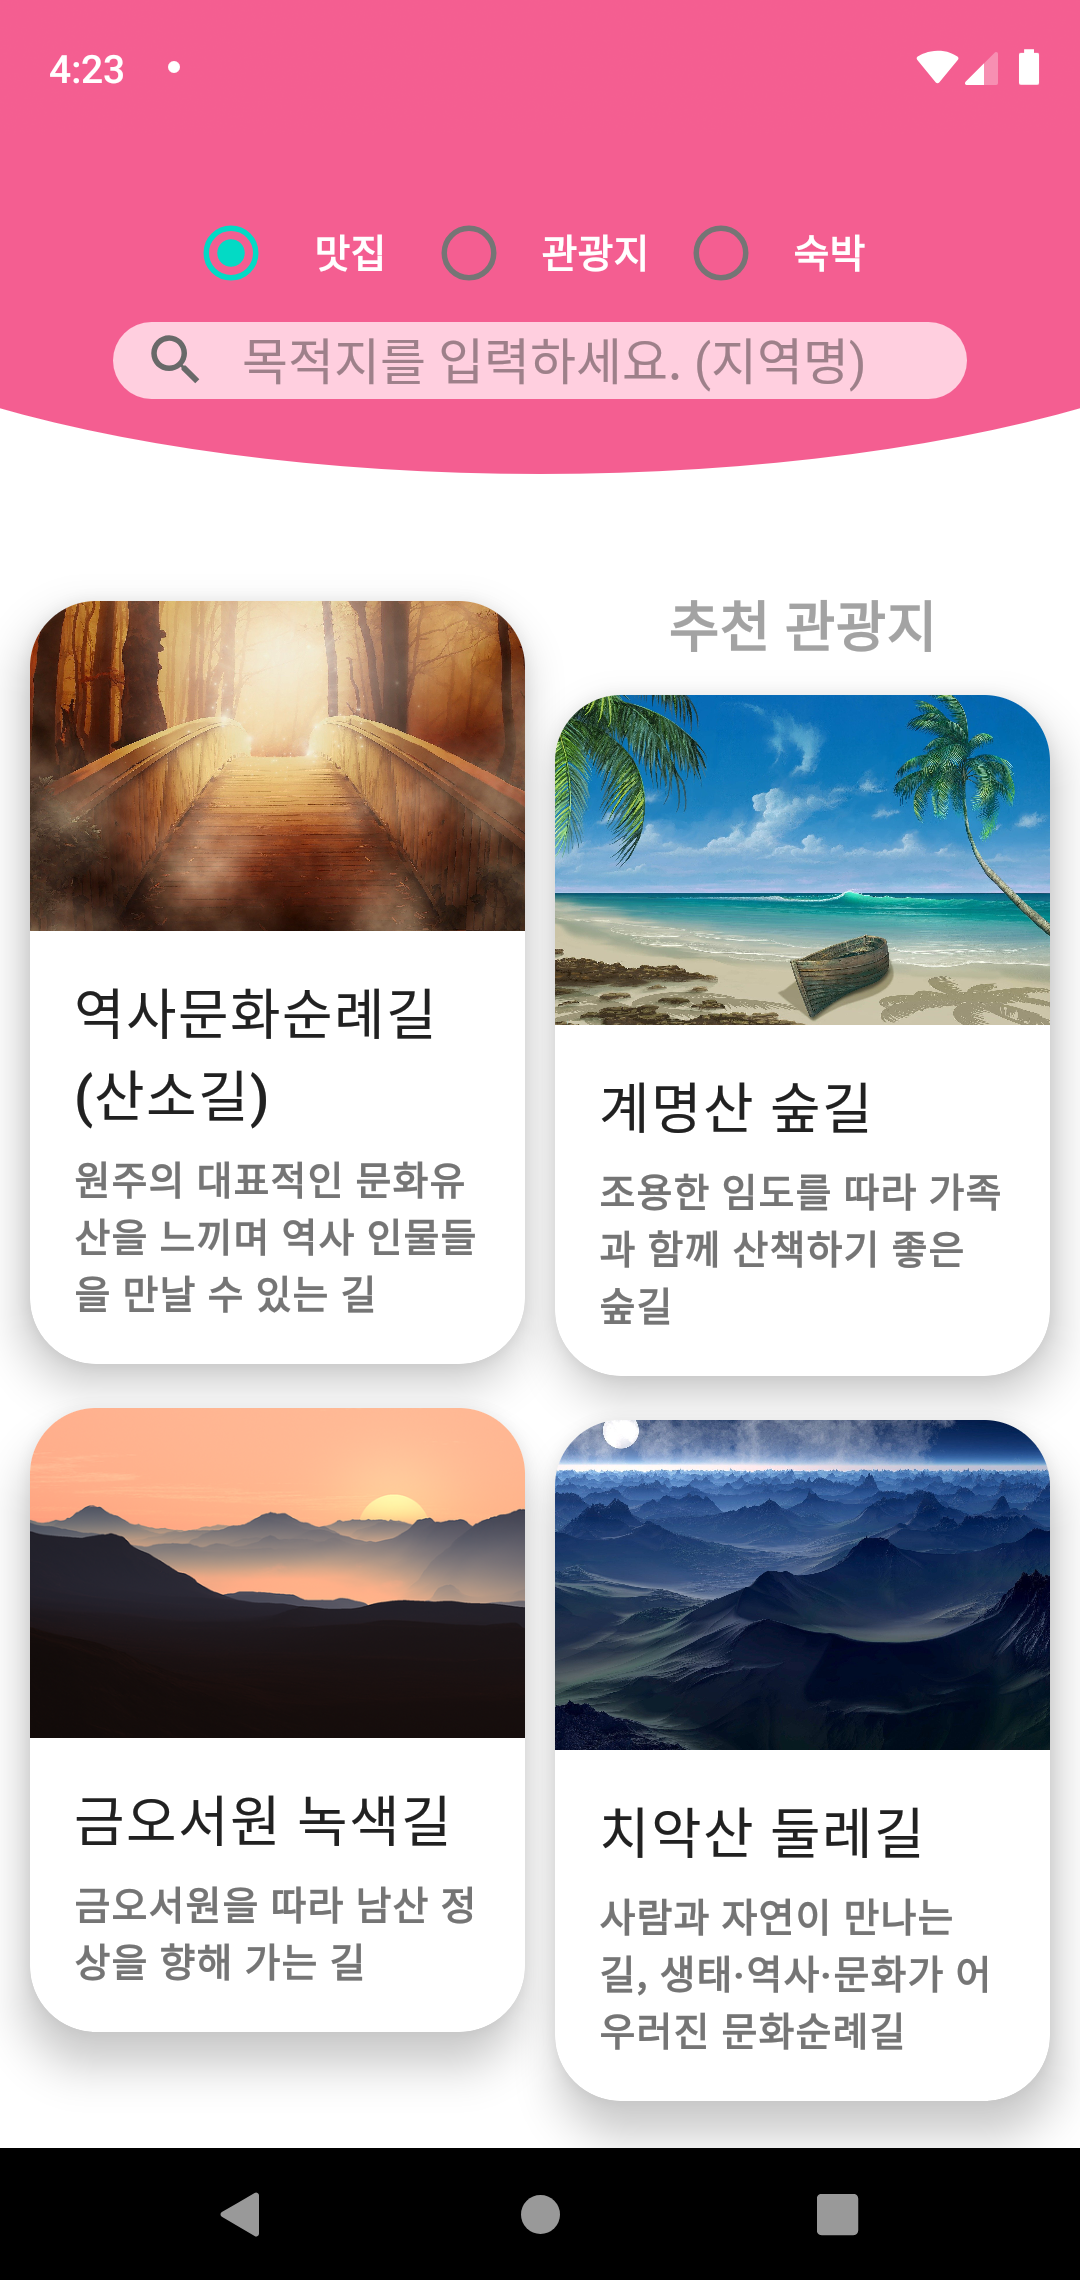 4:23
맛집 관광지 숙박
목적지를 입력하세요. (지역명)
추천 관광지
역사문화순례길
(산소길)
원주의 대표적인 문화유
산을 느끼며 역사 인물들
을 만날 수 있는 길
계명산 숲길
조용한 임도를 따라 가족
과 함께 산책하기 좋은
숲길
금오서원 녹색길
금오서원을 따라 남산 정
상을 향해 가는 길
치악산 둘레길
사람과 자연이 만나는
길, 생태·역사·문화가 어
우러진 문화순례길